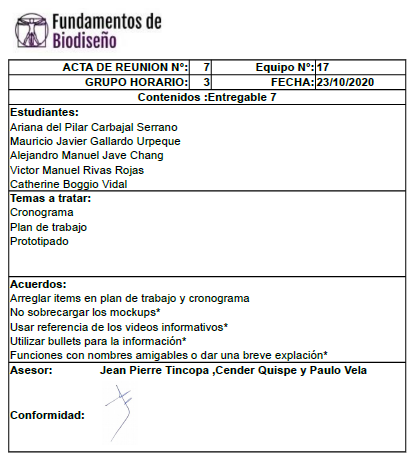 Fundamentos de
Biodiseño
ACTA DE REUNION Nº: 7 Equipo Nº: 17
GRUPO HORARIO: 3 FECHA: 23/10/2020
Contenidos :Entregable 7
Estudiantes:
Ariana del Pilar Carbajal Serrano
Mauricio Javier Gallardo Urpeque
Alejandro Manuel Jave Chang
Victor Manuel Rivas Rojas
Catherine Boggio Vidal
Temas a tratar:
Cronograma
Plan de trabajo
Prototipado
Acuerdos:
Arreglar items en plan de trabajo y cronograma
No sobrecargar los mockups*
Usar referencia de los videos informativos*
Utilizar bullets para la información*
Funciones con nombres amigables o dar una breve explación*
Asesor: Jean Pierre Tincopa ,Cender Quispe y Paulo Vela
Conformidad: